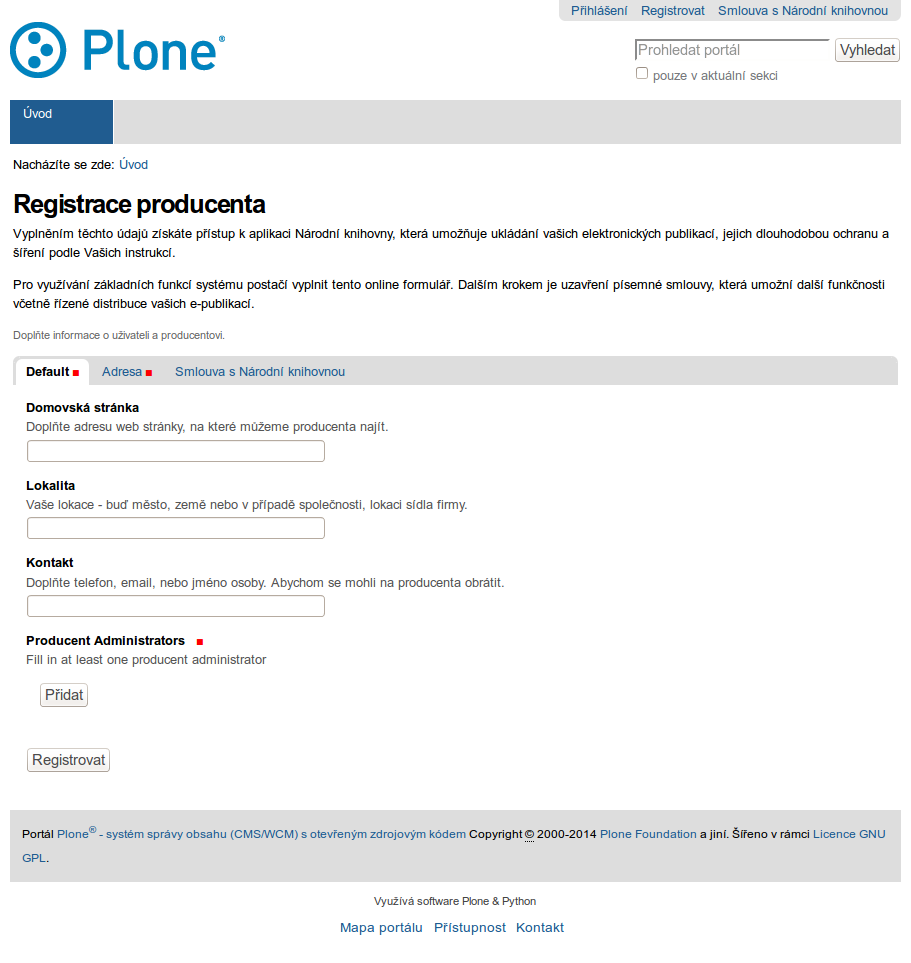 Přihlášení Registrovat Smlouva s Národní knihovnou
Plone®
Prohledat portál Vyhledat
pouze v aktuální sekci
Úvod
Nacházíte se zde: Úvod
Registrace producenta
Vyplněním těchto údajů získáte přístup k aplikaci Národní knihovny, která umožňuje ukládání vašich elektronických publikací, jejich dlouhodobou ochranu a
šíření podle Vašich instrukcí.
Pro využívání základních funkcí systému postačí vyplnit tento online formulář. Dalším krokem je uzavření písemné smlouvy, která umožní další funkčnosti
včetně řízené distribuce vašich e-publikací.
Doplňte informace o uživateli a producentovi.
Default Adresa Smlouva s Národní knihovnou
Domovská stránka
Doplňte adresu web stránky, na které můžeme producenta najít.
Lokalita
Vaše lokace - buď město, země nebo v případě společnosti, lokaci sídla firmy.
Kontakt
Doplňte telefon, email, nebo jméno osoby. Abychom se mohli na producenta obrátit.
Producent Administrators
Fill in at least one producent administrator
Přidat
Registrovat
Portál Plone® - systém správy obsahu (CMS/WCM) s otevřeným zdrojovým kódem Copyright © 2000-2014 Plone Foundation a jiní. Šířeno v rámci Licence GNU
GPL.
Využívá software Plone & Python
Mapa portálu Přístupnost Kontakt